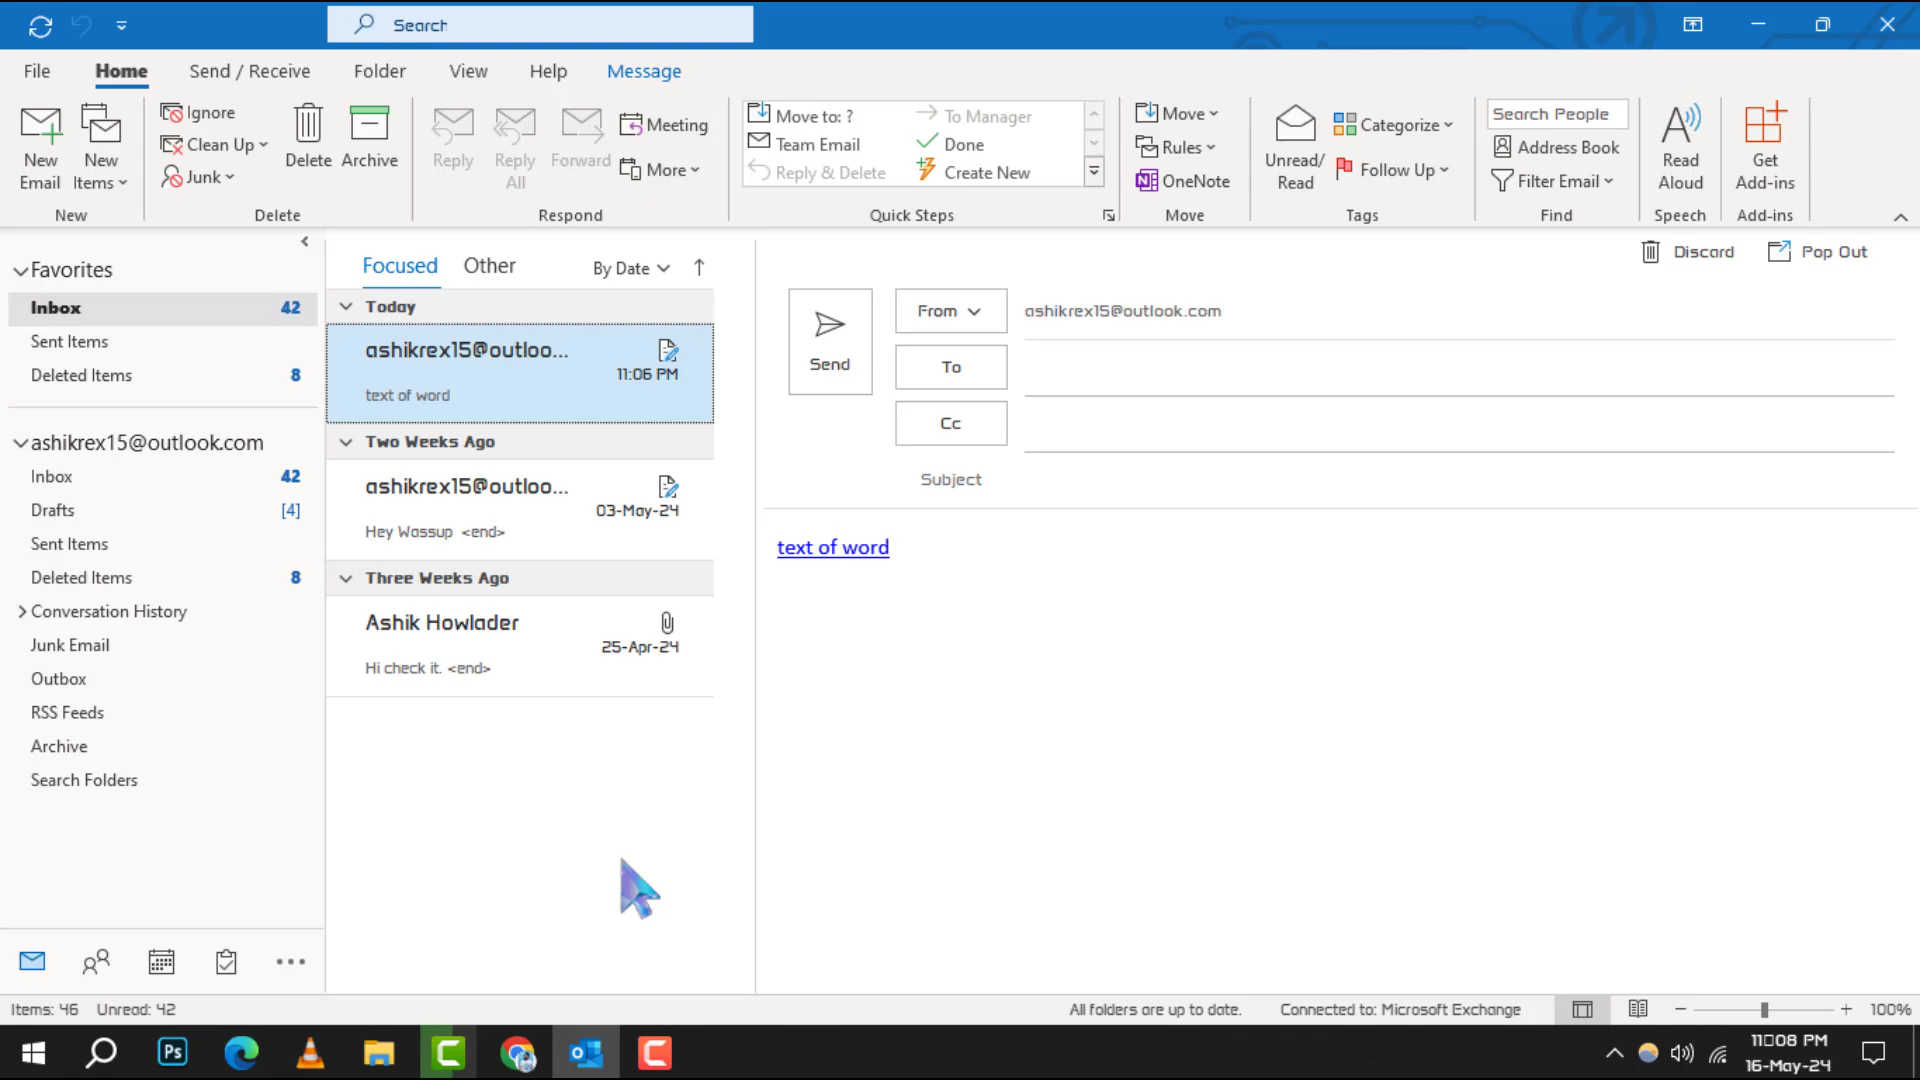 Search
File Home Send / Receive Folder View Help Message
New Email
New Items
New
Ignore
Clean Up
Junk
Delete
Archive
Delete
Reply
Reply All
Forward
Meeting
More
Respond
Move to: ?
Team Email
Reply & Delete
To Manager
Done
Create New
Quick Steps
Move
Rules
OneNote
Move
Unread/ Read
Categorize
Follow Up
Tags
Search People
Address Book
Filter Email
Find
Read Aloud
Speech
Get Add-ins
Add-ins
Favorites
Inbox 42
Sent Items
Deleted Items 8
ashikrex15@outlook.com
Inbox 42
Drafts [4]
Sent Items
Deleted Items 8
Conversation History
Junk Email
Outbox
RSS Feeds
Archive
Search Folders
Focused Other By Date
Today
ashikrex15@outloo...
11:06 PM
text of word
Two Weeks Ago
ashikrex15@outloo...
03-May-24
Hey Wassup <end>
Three Weeks Ago
Ashik Howlader
25-Apr-24
Hi check it. <end>
Discard Pop Out
Send
From ashikrex15@outlook.com
To
Cc
Subject
text of word
Items: 46 Unread: 42
All folders are up to date. Connected to: Microsoft Exchange 100%
Ps
11□08 PM
16-May-24